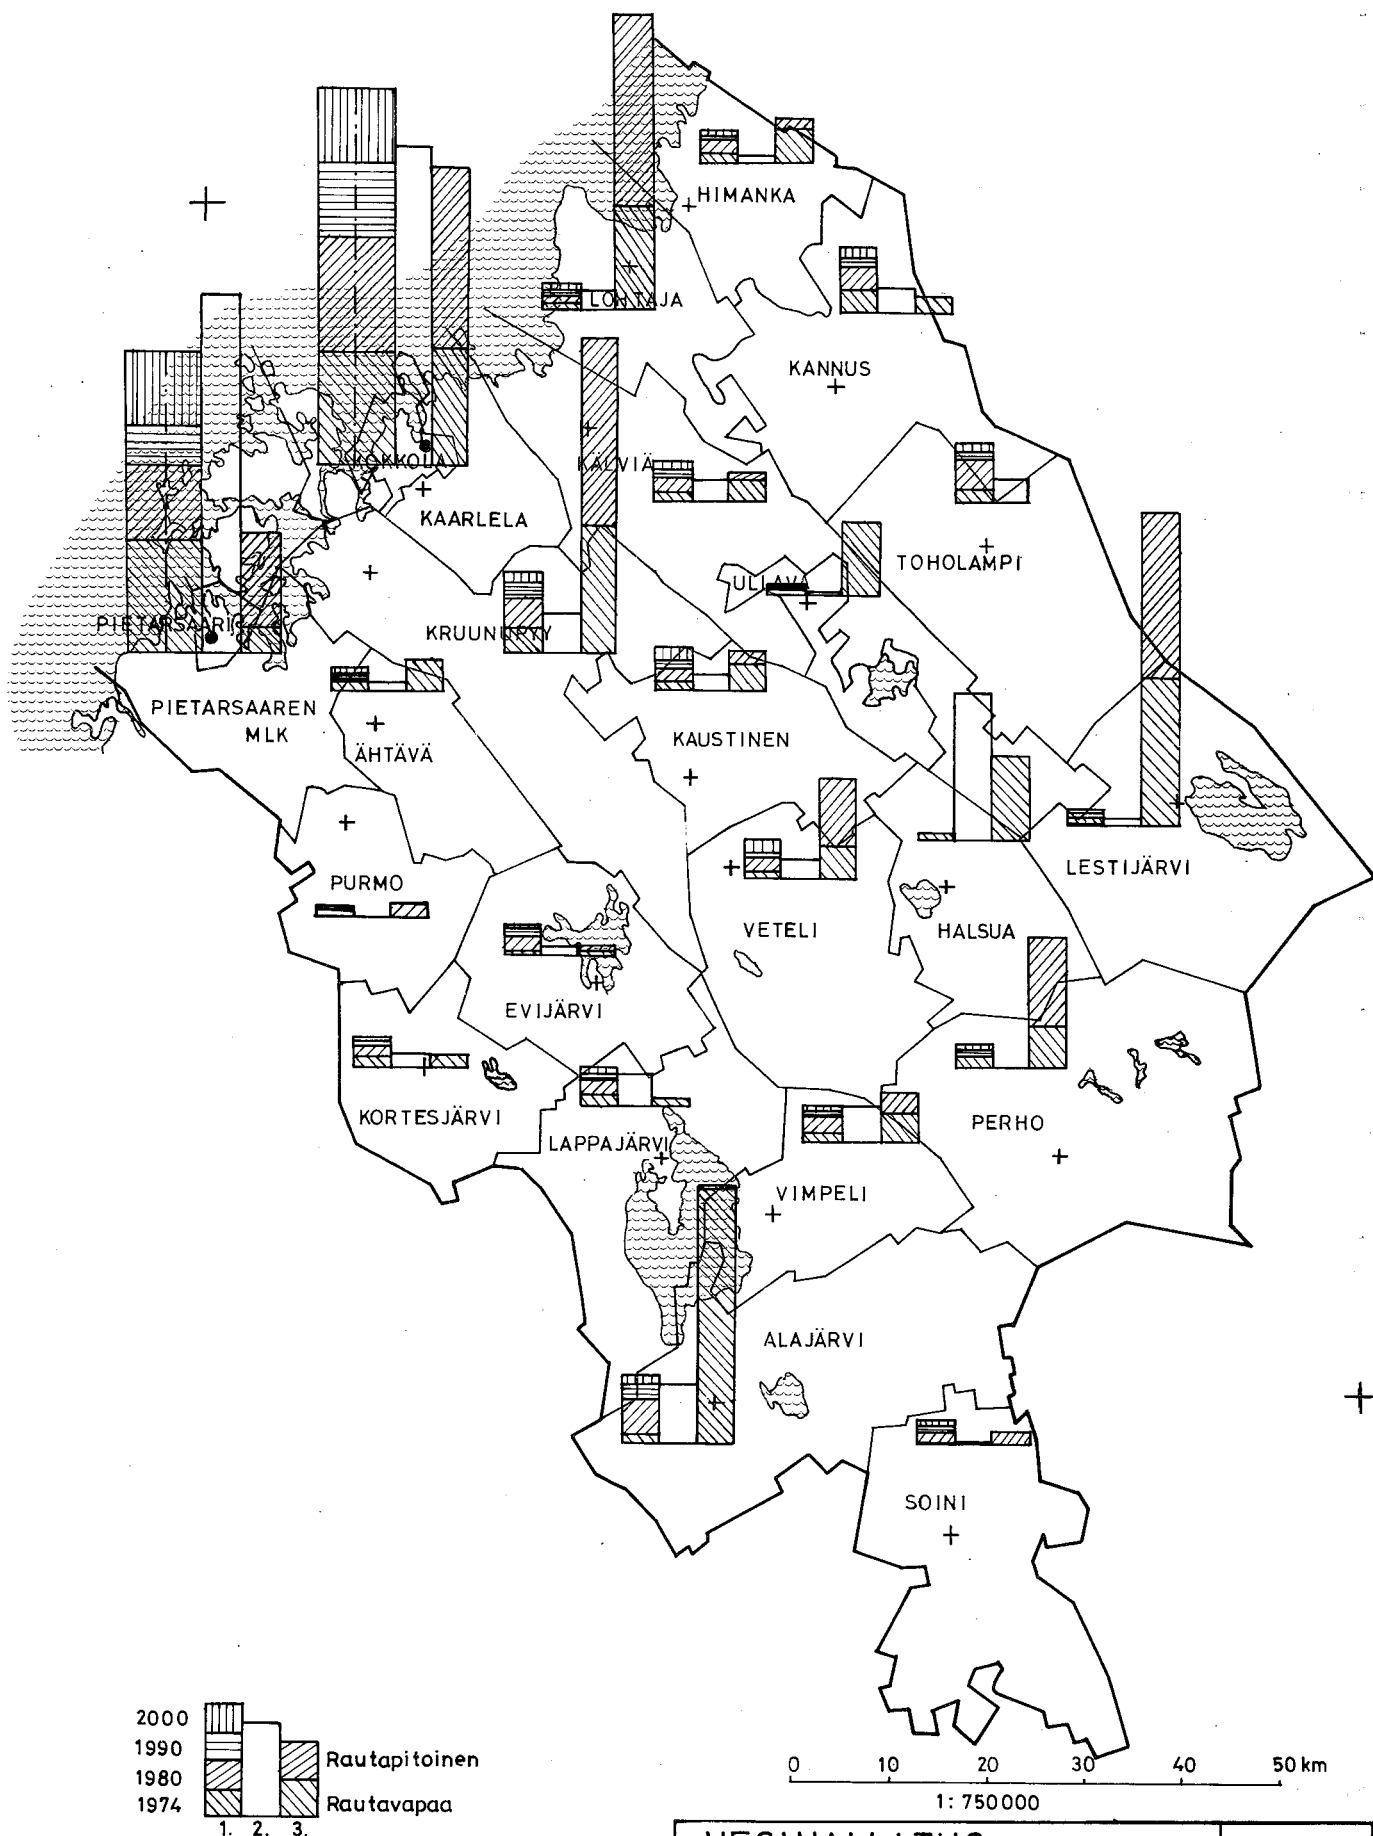 HIMANKA
LOHTAJA
KANNUS
KOKKOLA
KÄLVIÄ
KAARLELA
TOHOLAMPI
ULLAVA
PIETARSAARI
KRUUNUPYY
PIETARSAAREN
MLK
ÄHTÄVÄ
KAUSTINEN
LESTIJÄRVI
PURMO
VETELI
HALSUA
EVIJÄRVI
KORTESJÄRVI
LAPPAJÄRVI
PERHO
VIMPELI
ALAJÄRVI
SOINI
2000
1990
1980
1974
Rautapitoinen
Rautavapaa
1. 2. 3.
0 10 20 30 40 50 km
1: 750000